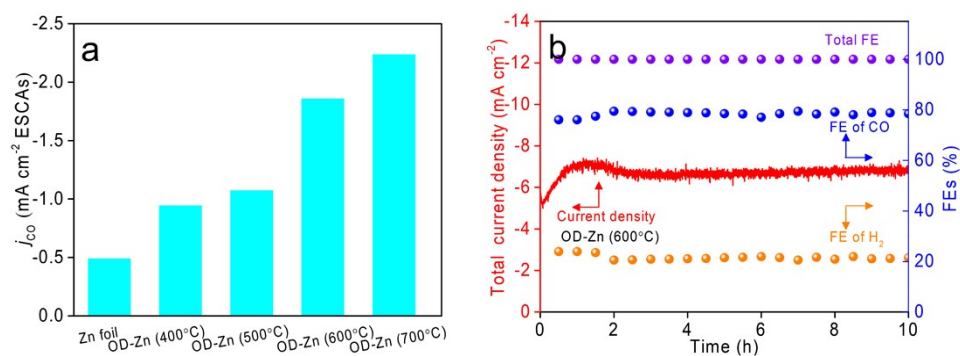 a
-2.5
-2.0
-1.5
-1.0
-0.5
0.0
j_CO (mA cm⁻² ESCAs)
Zn foil
OD-Zn (400°C)
OD-Zn (500°C)
OD-Zn (600°C)
OD-Zn (700°C)
b
-14
-12
-10
-8
-6
-4
-2
0
Total current density (mA cm⁻²)
Total FE
FE of CO
Current density
OD-Zn (600°C)
FE of H₂
100
80
60
40
20
0
FEs (%)
0 2 4 6 8 10
Time (h)